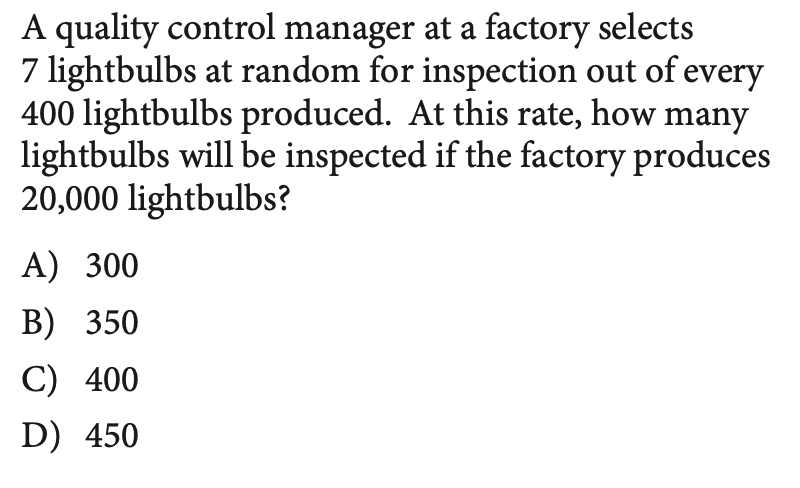 A quality control manager at a factory selects
7 lightbulbs at random for inspection out of every
400 lightbulbs produced. At this rate, how many
lightbulbs will be inspected if the factory produces
20,000 lightbulbs?
A) 300
B) 350
C) 400
D) 450